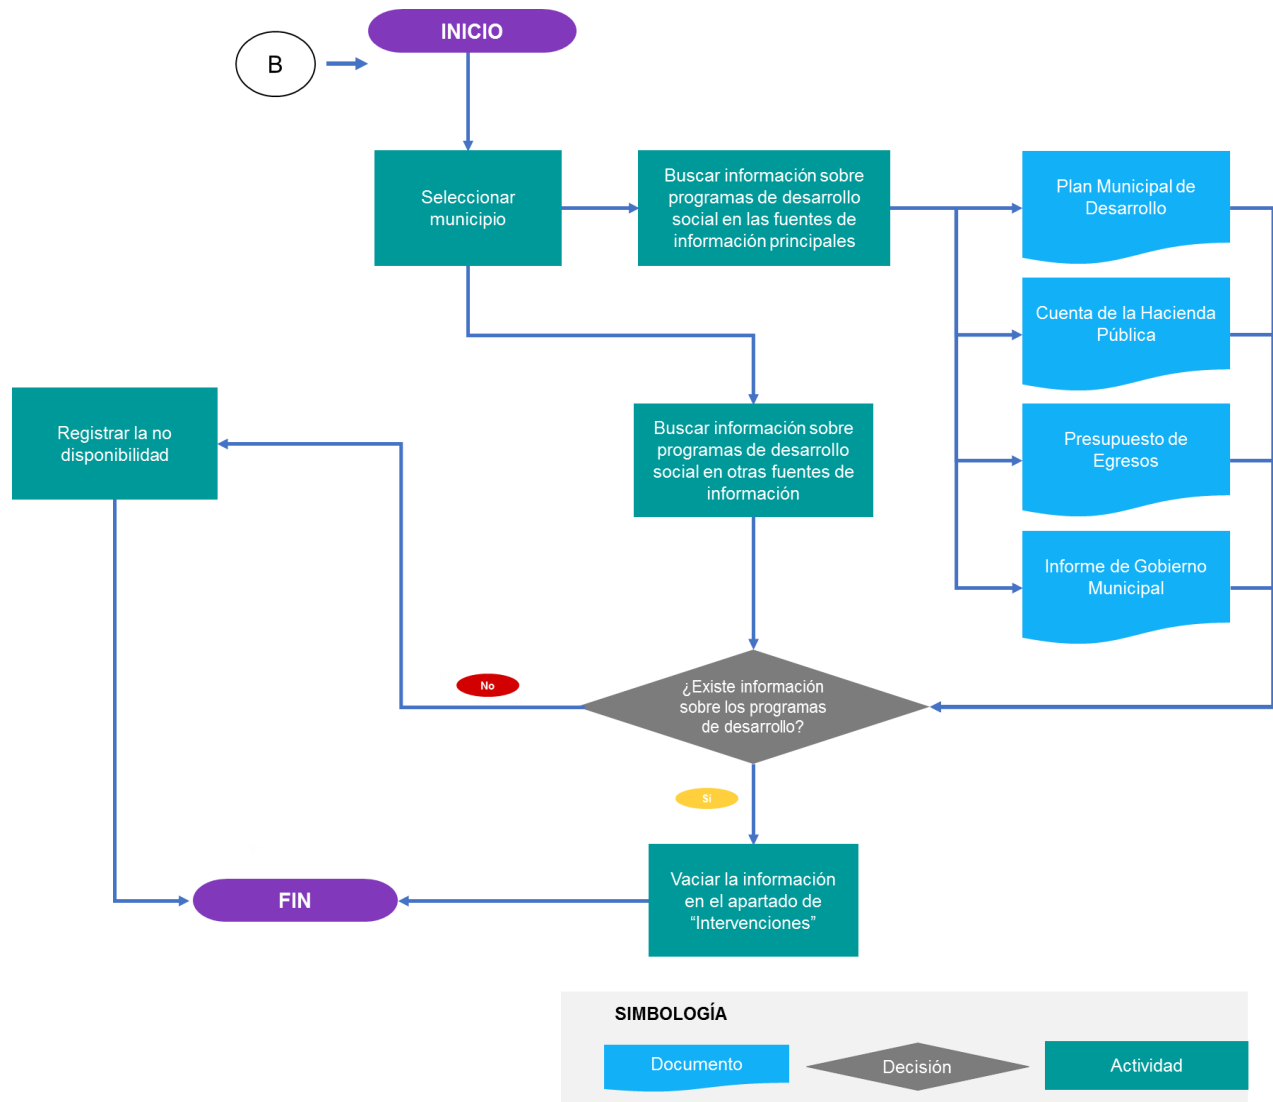 INICIO
B
Seleccionar
municipio
Buscar información sobre
programas de desarrollo
social en las fuentes de
información principales
Plan Municipal de
Desarrollo
Cuenta de la Hacienda
Pública
Presupuesto de
Egresos
Informe de Gobierno
Municipal
Buscar información sobre
programas de desarrollo
social en otras fuentes de
información
Registrar la no
disponibilidad
No
¿Existe información
sobre los programas
de desarrollo?
Sí
Vaciar la información
en el apartado de
“Intervenciones”
FIN
SIMBOLOGÍA
Documento
Decisión
Actividad